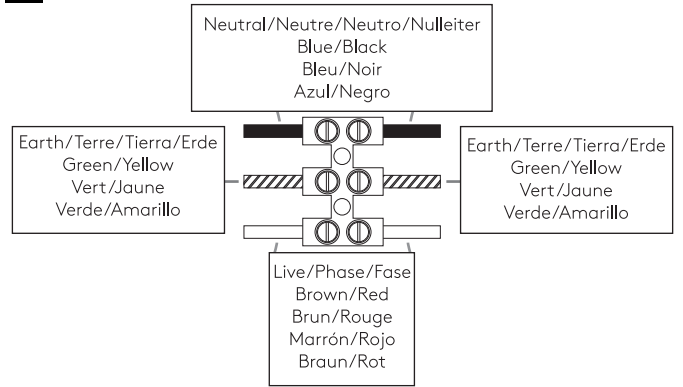 Neutral/Neutre/Neutro/Nulleiter
Blue/Black
Bleu/Noir
Azul/Negro
Earth/Terre/Tierra/Erde
Green/Yellow
Vert/Jaune
Verde/Amarillo
Earth/Terre/Tierra/Erde
Green/Yellow
Vert/Jaune
Verde/Amarillo
Live/Phase/Fase
Brown/Red
Brun/Rouge
Marrón/Rojo
Braun/Rot